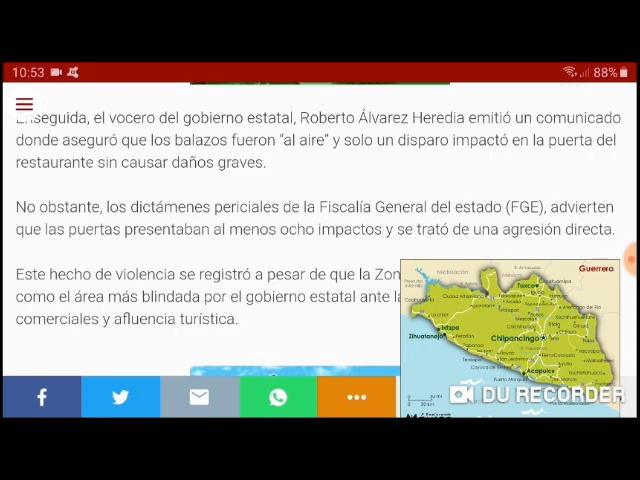 10:53
88%
Enseguida, el vocero del gobierno estatal, Roberto Álvarez Heredia emitió un comunicado
donde aseguró que los balazos fueron “al aire” y solo un disparo impactó en la puerta del
restaurante sin causar daños graves.
No obstante, los dictámenes periciales de la Fiscalía General del estado (FGE), advierten
que las puertas presentaban al menos ocho impactos y se trató de una agresión directa.
Este hecho de violencia se registró a pesar de que la Zon
como el área más blindada por el gobierno estatal ante la
comerciales y afluencia turística.
Guerrero
Michoacán
Taxco
Ixtapa
Zihuatanejo
Chilpancingo
Acapulco
DU RECORDER